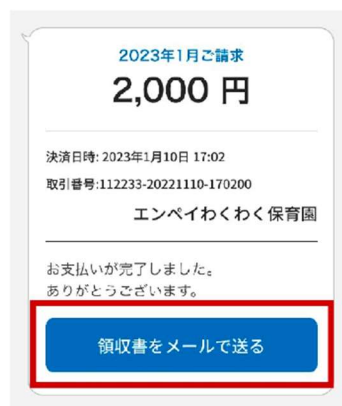 2023年1月ご請求
2,000 円
決済日時: 2023年1月10日 17:02
取引番号:112233-20221110-170200
エンペイわくわく保育園
お支払いが完了しました。
ありがとうございます。
領収書をメールで送る